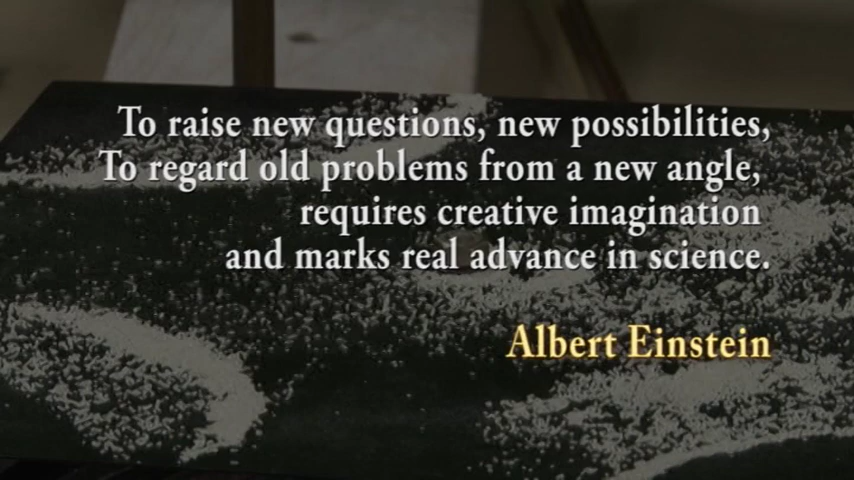 To raise new questions, new possibilities,
To regard old problems from a new angle,
requires creative imagination
and marks real advance in science.
Albert Einstein